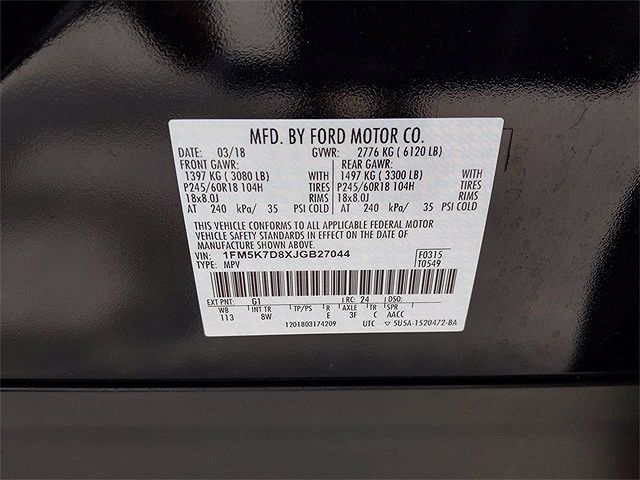 MFD. BY FORD MOTOR CO.
DATE: 03/18 GVWR: 2776 KG ( 6120 LB)
FRONT GAWR: REAR GAWR:
1397 KG ( 3080 LB) WITH 1497 KG ( 3300 LB) WITH
P245/60R18 104H TIRES P245/60R18 104H TIRES
18x8.0J RIMS 18x8.0J RIMS
AT 240 kPa/ 35 PSI COLD AT 240 kPa/ 35 PSI COLD
THIS VEHICLE CONFORMS TO ALL APPLICABLE FEDERAL MOTOR
VEHICLE SAFETY STANDARDS IN EFFECT ON THE DATE OF
MANUFACTURE SHOWN ABOVE.
VIN: 1FM5K7D8XJGB27044 F0315
TYPE: MPV T0549
EXT PNT: G1 RC: 24 DSO:
WB INT TR TP/PS R AXLE TR SPR
113 8W E 3F C AACC
1201803174209 UTC ▽ 5U5A-1520472-BA